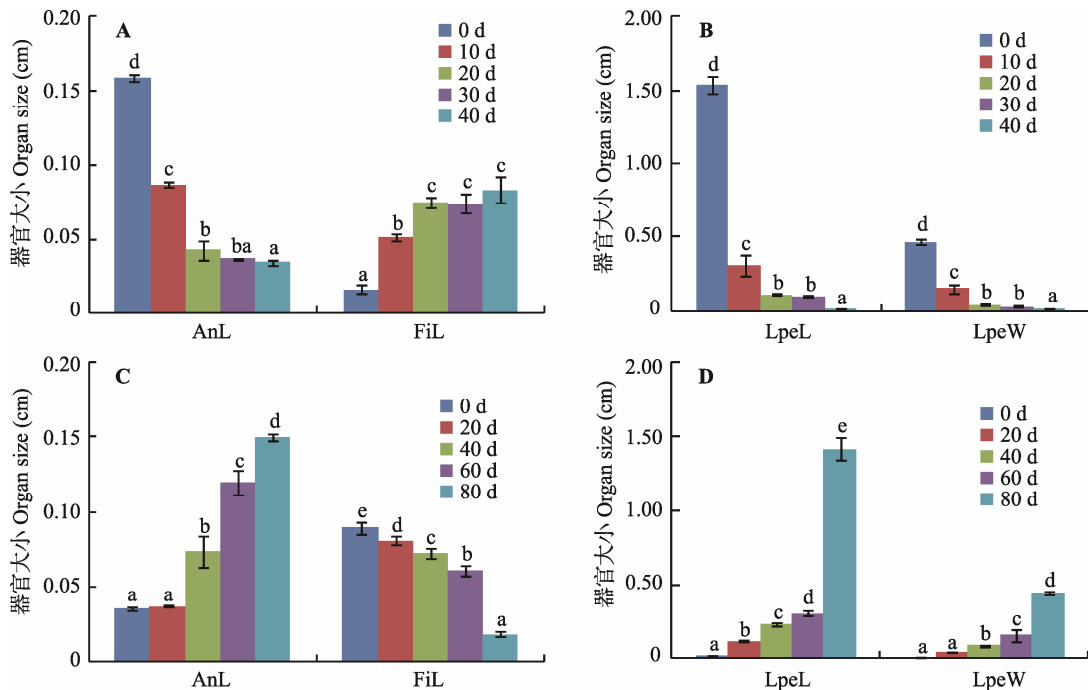 A
器官大小 Organ size (cm)
0.20
0.15
0.10
0.05
0
0 d
10 d
20 d
30 d
40 d
d
c
b
ba
a
a
b
c
c
c
AnL
FiL
B
器官大小 Organ size (cm)
2.00
1.50
1.00
0.50
0
0 d
10 d
20 d
30 d
40 d
d
c
b
b
a
d
c
b
b
a
LpeL
LpeW
C
器官大小 Organ size (cm)
0.20
0.15
0.10
0.05
0
0 d
20 d
40 d
60 d
80 d
a
a
b
c
d
e
d
c
b
a
AnL
FiL
D
器官大小 Organ size (cm)
2.00
1.50
1.00
0.50
0
0 d
20 d
40 d
60 d
80 d
a
b
c
d
e
a
a
b
c
d
LpeL
LpeW